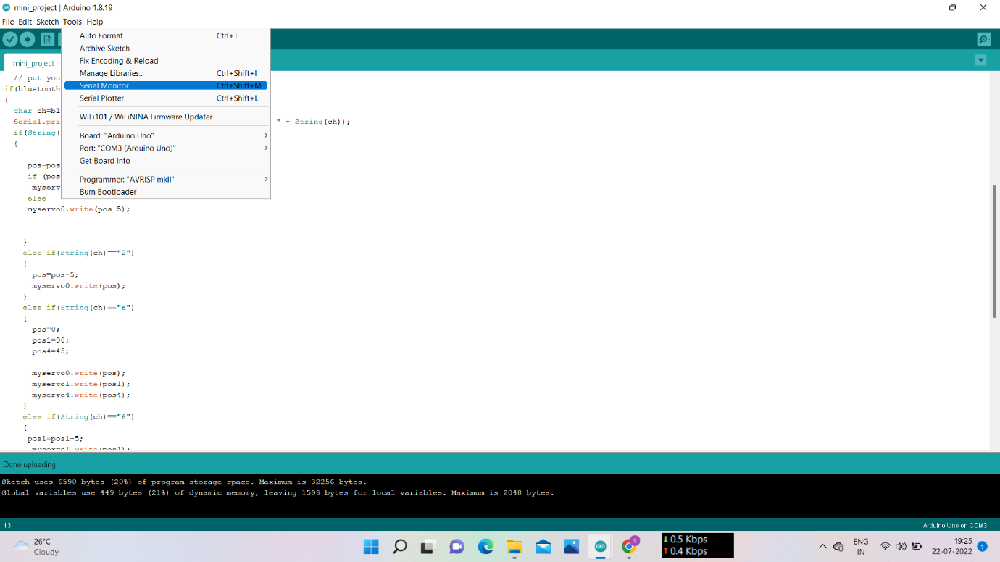 mini_project | Arduino 1.8.19
File Edit Sketch Tools Help
Auto Format Ctrl+T
Archive Sketch
Fix Encoding & Reload
Manage Libraries... Ctrl+Shift+I
Serial Monitor Ctrl+Shift+M
Serial Plotter Ctrl+Shift+L
WiFi101 / WiFiNINA Firmware Updater
Board: "Arduino Uno"
Port: "COM3 (Arduino Uno)"
Get Board Info
Programmer: "AVRISP mkII"
Burn Bootloader
mini_project
// put you
if(bluetooth
{
char ch=bl
Serial.pri " + String(ch));
if(String(
{
pos=pos
if (pos
myserv
else
myservo0.write(pos-5);
}
else if(String(ch)=="2")
{
pos=pos-5;
myservo0.write(pos);
}
else if(String(ch)=="E")
{
pos=0;
pos1=90;
pos4=45;
myservo0.write(pos);
myservo1.write(pos1);
myservo4.write(pos4);
}
else if(String(ch)=="6")
{
pos1=pos1+5;
myservo1.write(pos1);
Done uploading.
Sketch uses 6590 bytes (20%) of program storage space. Maximum is 32256 bytes.
Global variables use 449 bytes (21%) of dynamic memory, leaving 1599 bytes for local variables. Maximum is 2048 bytes.
13 Arduino Uno on COM3
26°C
Cloudy
S
↓ 0.5 Kbps
↑ 0.4 Kbps
ENG
IN
19:25
22-07-2022
1